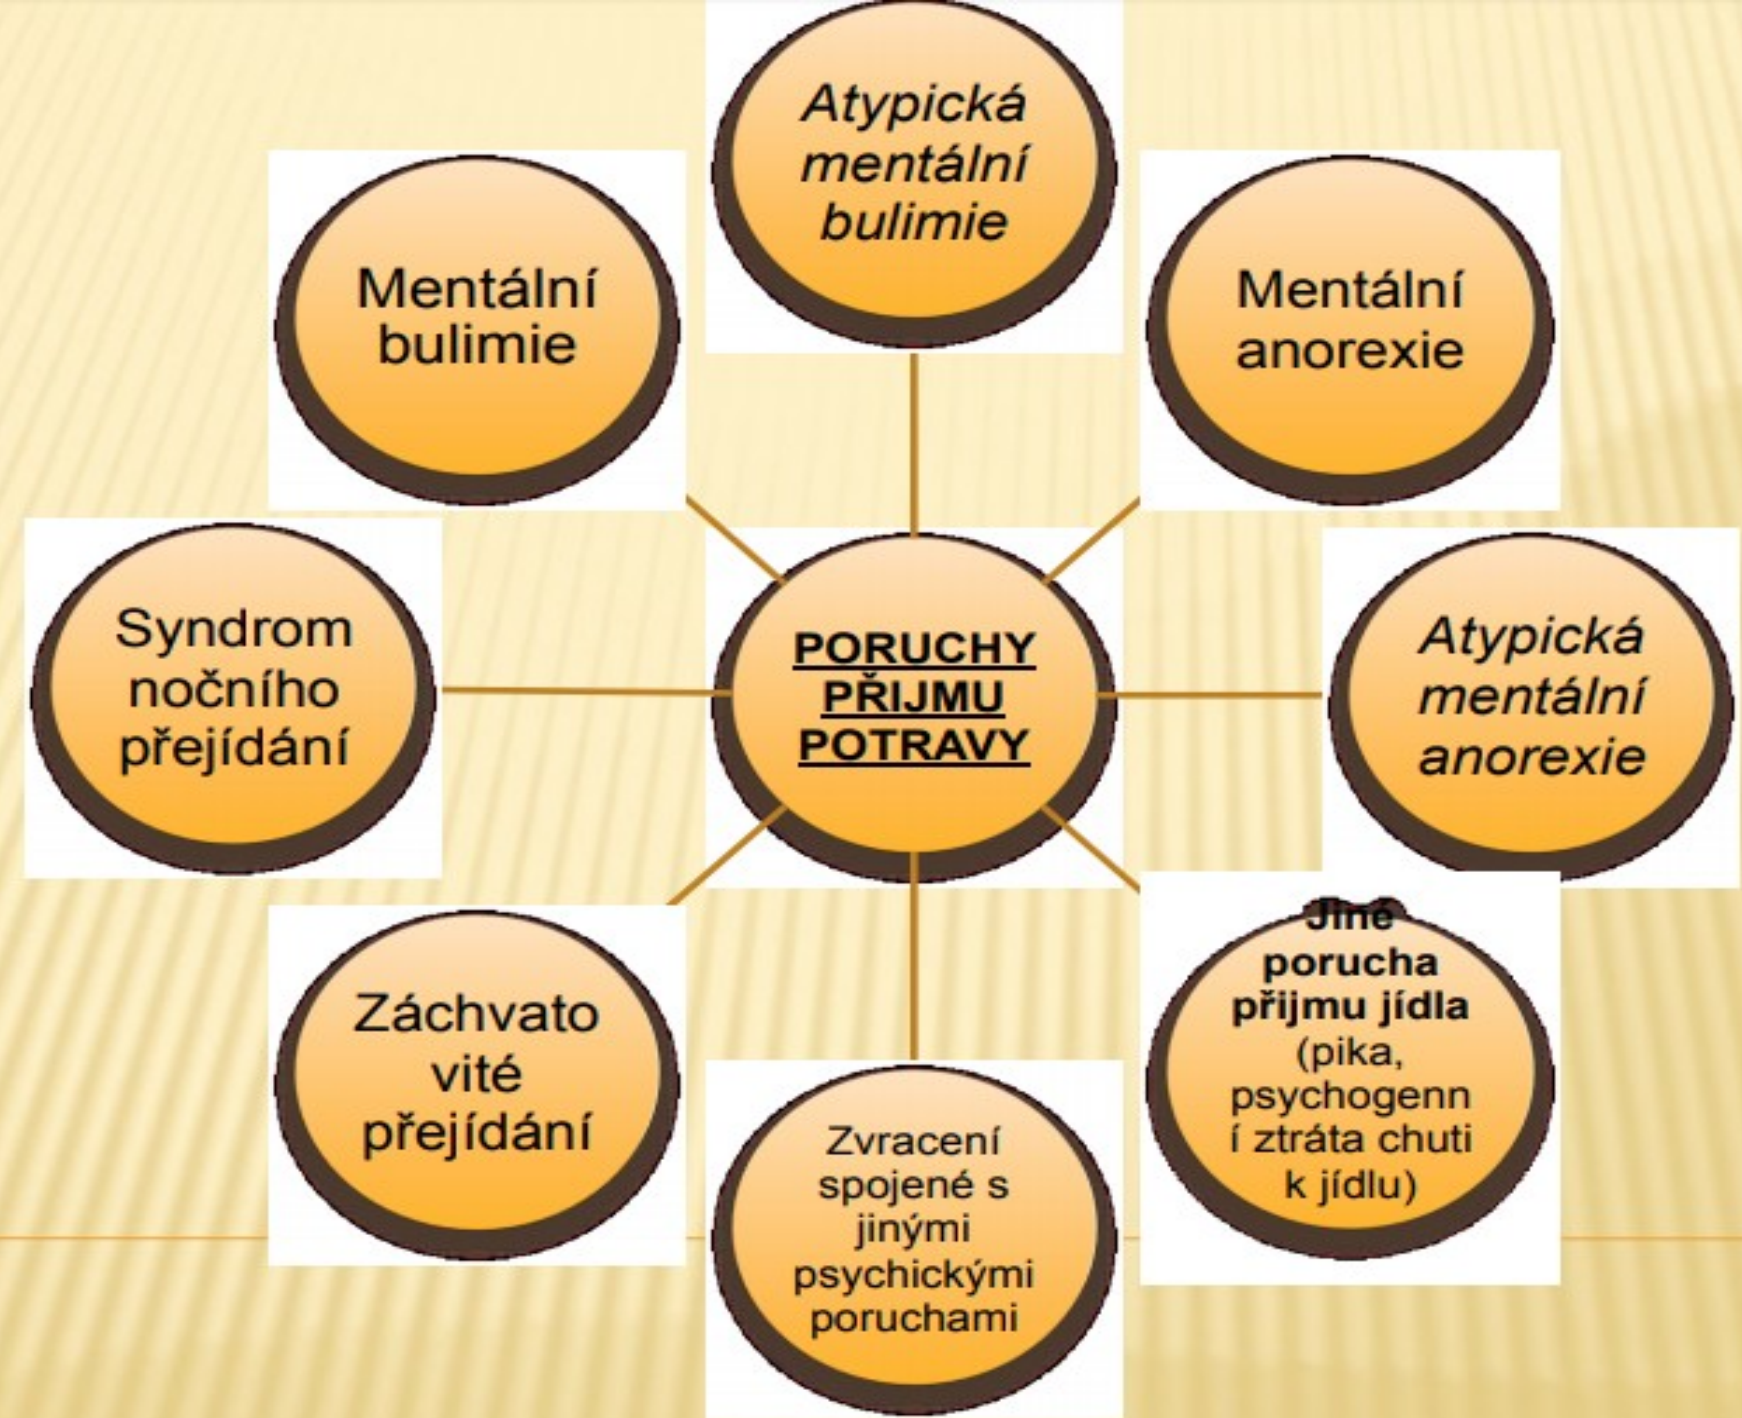 Atypická
mentální
bulimie
Mentální
bulimie
Mentální
anorexie
Syndrom
nočního
přejídání
PORUCHY
PŘIJMU
POTRAVY
Atypická
mentální
anorexie
Záchvato
vité
přejídání
Zvracení
spojené s
jinými
psychickými
poruchami
Jiné
porucha
přijmu jídla
(pika,
psychogenn
í ztráta chuti
k jídlu)